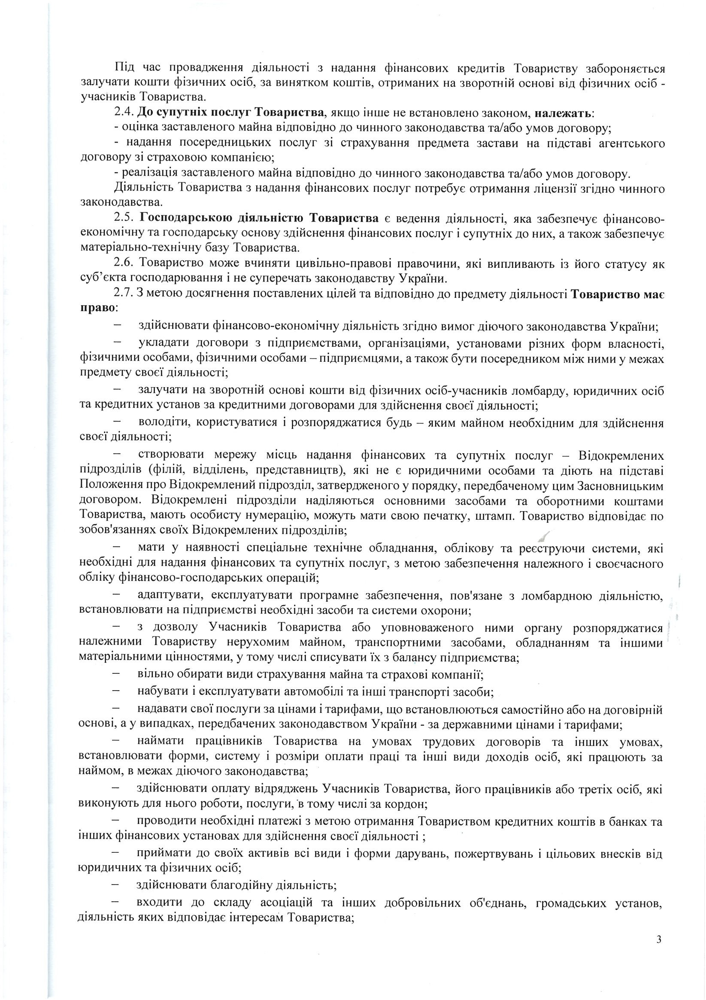 Під час провадження діяльності з надання фінансових кредитів Товариству забороняється
залучати кошти фізичних осіб, за винятком коштів, отриманих на зворотній основі від фізичних осіб -
учасників Товариства.
2.4. До супутніх послуг Товариства, якщо інше не встановлено законом, належать:
- оцінка заставленого майна відповідно до чинного законодавства та/або умов договору;
- надання посередницьких послуг зі страхування предмета застави на підставі агентського
договору зі страховою компанією;
- реалізація заставленого майна відповідно до чинного законодавства та/або умов договору.
Діяльність Товариства з надання фінансових послуг потребує отримання ліцензії згідно чинного
законодавства.
2.5. Господарською діяльністю Товариства є ведення діяльності, яка забезпечує фінансово-
економічну та господарську основу здійснення фінансових послуг і супутніх до них, а також забезпечує
матеріально-технічну базу Товариства.
2.6. Товариство може вчиняти цивільно-правові правочини, які випливають із його статусу як
суб’єкта господарювання і не суперечать законодавству України.
2.7. З метою досягнення поставлених цілей та відповідно до предмету діяльності Товариство має
право:
– здійснювати фінансово-економічну діяльність згідно вимог діючого законодавства України;
– укладати договори з підприємствами, організаціями, установами різних форм власності,
фізичними особами, фізичними особами – підприємцями, а також бути посередником між ними у межах
предмету своєї діяльності;
– залучати на зворотній основі кошти від фізичних осіб-учасників ломбарду, юридичних осіб
та кредитних установ за кредитними договорами для здійснення своєї діяльності;
– володіти, користуватися і розпоряджатися будь – яким майном необхідним для здійснення
своєї діяльності;
– створювати мережу місць надання фінансових та супутніх послуг – Відокремлених
підрозділів (філій, відділень, представництв), які не є юридичними особами та діють на підставі
Положення про Відокремлений підрозділ, затвердженого у порядку, передбаченому цим Засновницьким
договором. Відокремлені підрозділи наділяються основними засобами та оборотними коштами
Товариства, мають особисту нумерацію, можуть мати свою печатку, штамп. Товариство відповідає по
зобов'язаннях своїх Відокремлених підрозділів;
– мати у наявності спеціальне технічне обладнання, облікову та реєструючи системи, які
необхідні для надання фінансових та супутніх послуг, з метою забезпечення належного і своєчасного
обліку фінансово-господарських операцій;
– адаптувати, експлуатувати програмне забезпечення, пов'язане з ломбардною діяльністю,
встановлювати на підприємстві необхідні засоби та системи охорони;
– з дозволу Учасників Товариства або уповноваженого ними органу розпоряджатися
належними Товариству нерухомим майном, транспортними засобами, обладнанням та іншими
матеріальними цінностями, у тому числі списувати їх з балансу підприємства;
– вільно обирати види страхування майна та страхові компанії;
– набувати і експлуатувати автомобілі та інші транспорті засоби;
– надавати свої послуги за цінами і тарифами, що встановлюються самостійно або на договірній
основі, а у випадках, передбачених законодавством України - за державними цінами і тарифами;
– наймати працівників Товариства на умовах трудових договорів та інших умовах,
встановлювати форми, систему і розміри оплати праці та інші види доходів осіб, які працюють за
наймом, в межах діючого законодавства;
– здійснювати оплату відряджень Учасників Товариства, його працівників або третіх осіб, які
виконують для нього роботи, послуги, в тому числі за кордон;
– проводити необхідні платежі з метою отримання Товариством кредитних коштів в банках та
інших фінансових установах для здійснення своєї діяльності ;
– приймати до своїх активів всі види і форми дарувань, пожертвувань і цільових внесків від
юридичних та фізичних осіб;
– здійснювати благодійну діяльність;
– входити до складу асоціацій та інших добровільних об'єднань, громадських установ,
діяльність яких відповідає інтересам Товариства;
3